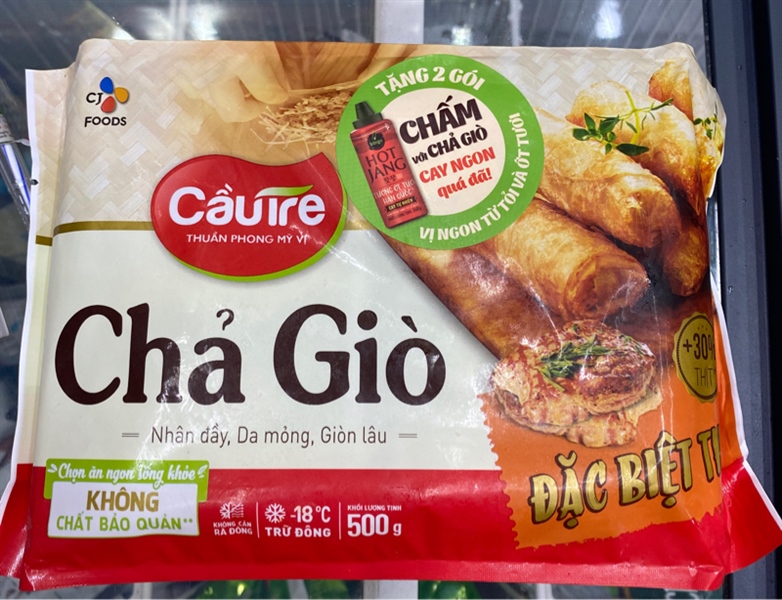 CJ
FOODS
TẶNG 2 GÓI
CHẤM
VỚI CHẢ GIÒ
CAY NGON
quá đã!
VỊ NGON TỪ TỎI VÀ ỚT TƯƠI
HOT
JANG
CẦUTRE
THUẦN PHONG MỸ VỊ
Chả Giò
Nhân đầy, Da mỏng, Giòn lâu
+30%
THỊT
ĐẶC BIỆT
Chọn ăn ngon sống khỏe
KHÔNG
CHẤT BẢO QUẢN**
KHÔNG CẦN
RÃ ĐÔNG
-18°C
TRỮ ĐÔNG
KHỐI LƯỢNG TỊNH
500g